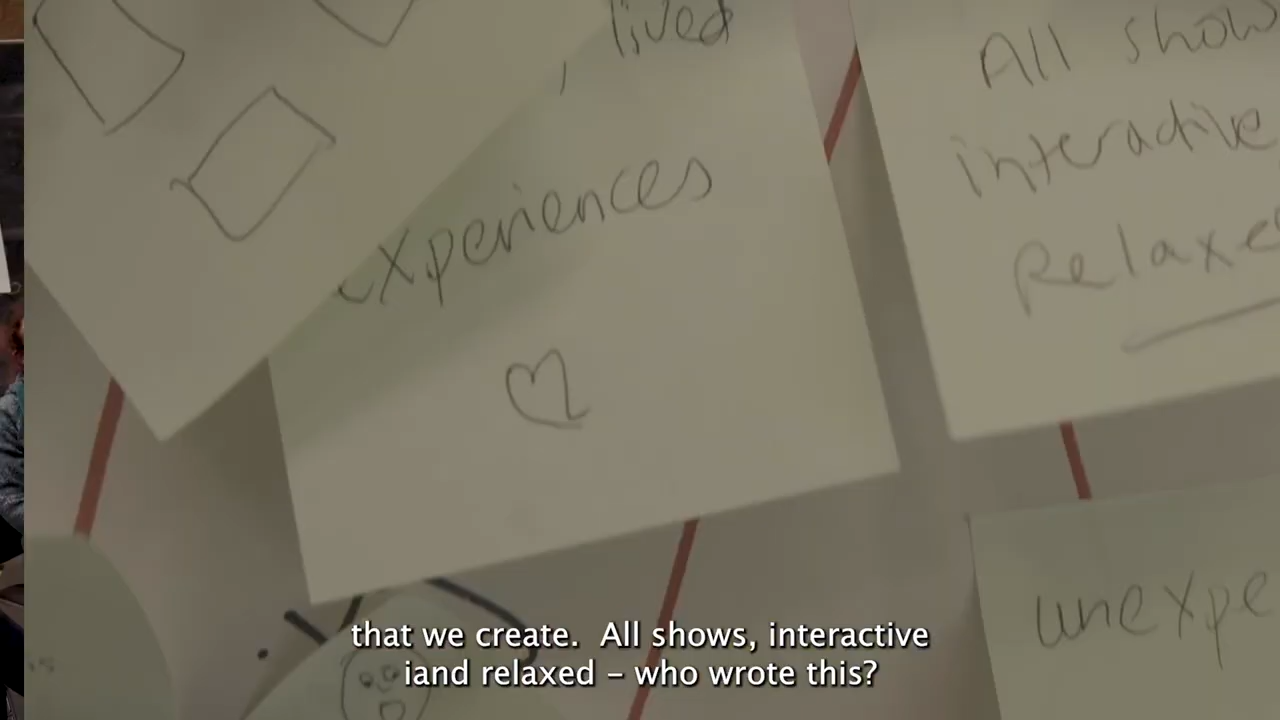 lived
experiences
All show
interactive
Relaxe
unexpe
that we create.  All shows, interactive
iand relaxed – who wrote this?